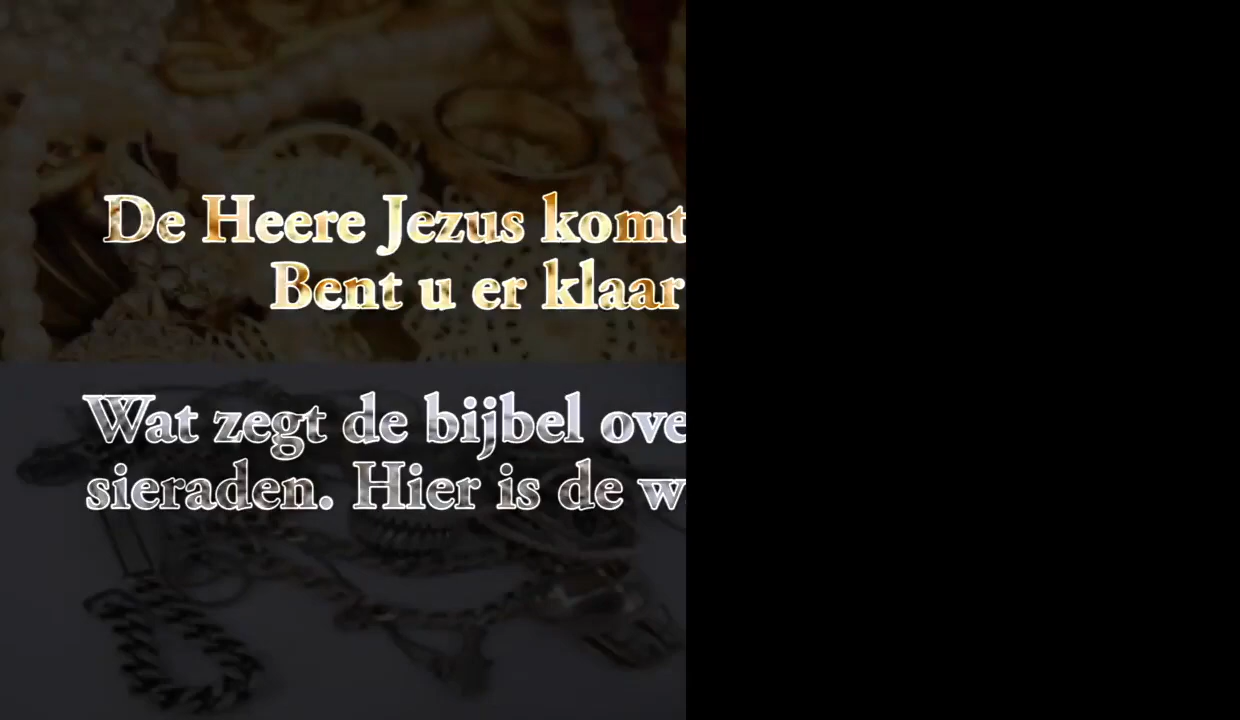 De Heere Jezus komt
Bent u er klaar
Wat zegt de bijbel ove
sieraden. Hier is de w